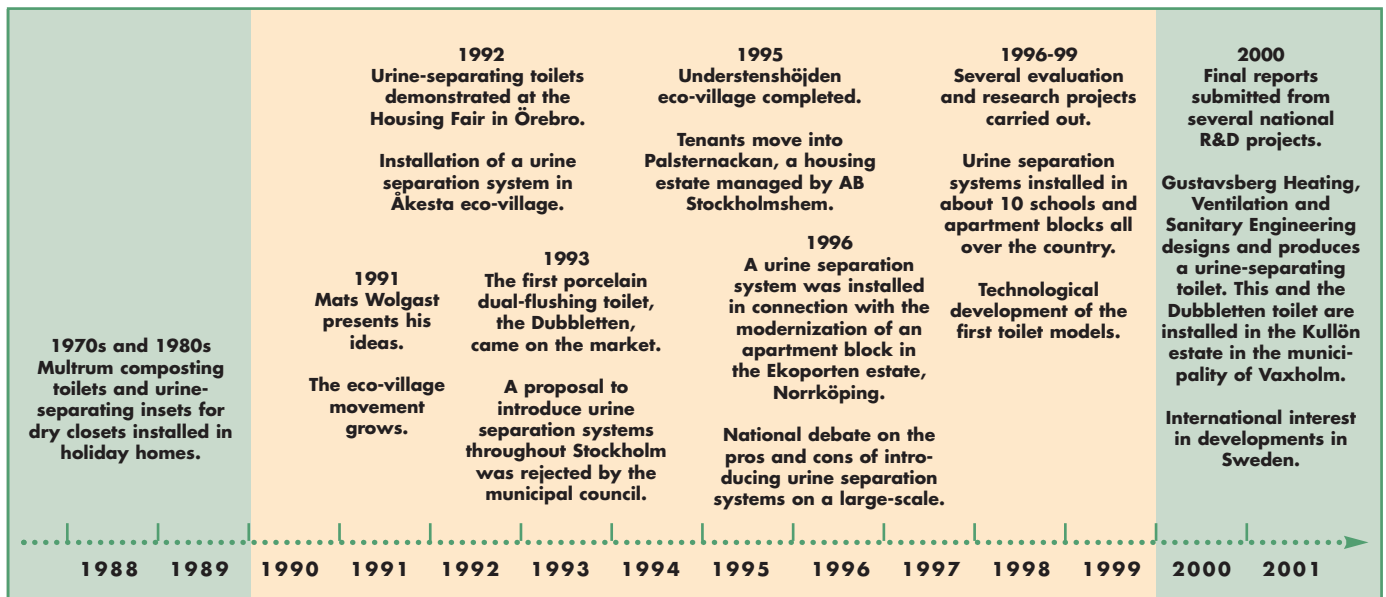 1970s and 1980s
Multrum composting
toilets and urine-
separating insets for
dry closets installed in
holiday homes.
1991
Mats Wolgast
presents his
ideas.
The eco-village
movement
grows.
1992
Urine-separating toilets
demonstrated at the
Housing Fair in Örebro.
Installation of a urine
separation system in
Åkesta eco-village.
1993
The first porcelain
dual-flushing toilet,
the Dubbletten,
came on the market.
A proposal to
introduce urine
separation systems
throughout Stockholm
was rejected by the
municipal council.
1995
Understenshöjden
eco-village completed.
Tenants move into
Palsternackan, a housing
estate managed by AB
Stockholmshem.
1996
A urine separation
system was installed
in connection with the
modernization of an
apartment block in
the Ekoporten estate,
Norrköping.
National debate on the
pros and cons of intro-
ducing urine separation
systems on a large-scale.
1996-99
Several evaluation
and research projects
carried out.
Urine separation
systems installed in
about 10 schools and
apartment blocks all
over the country.
Technological
development of the
first toilet models.
2000
Final reports
submitted from
several national
R&D projects.
Gustavsberg Heating,
Ventilation and
Sanitary Engineering
designs and produces
a urine-separating
toilet. This and the
Dubbletten toilet are
installed in the Kullön
estate in the munici-
pality of Vaxholm.
International interest
in developments in
Sweden.
1988 1989 1990 1991 1992 1993 1994 1995 1996 1997 1998 1999 2000 2001